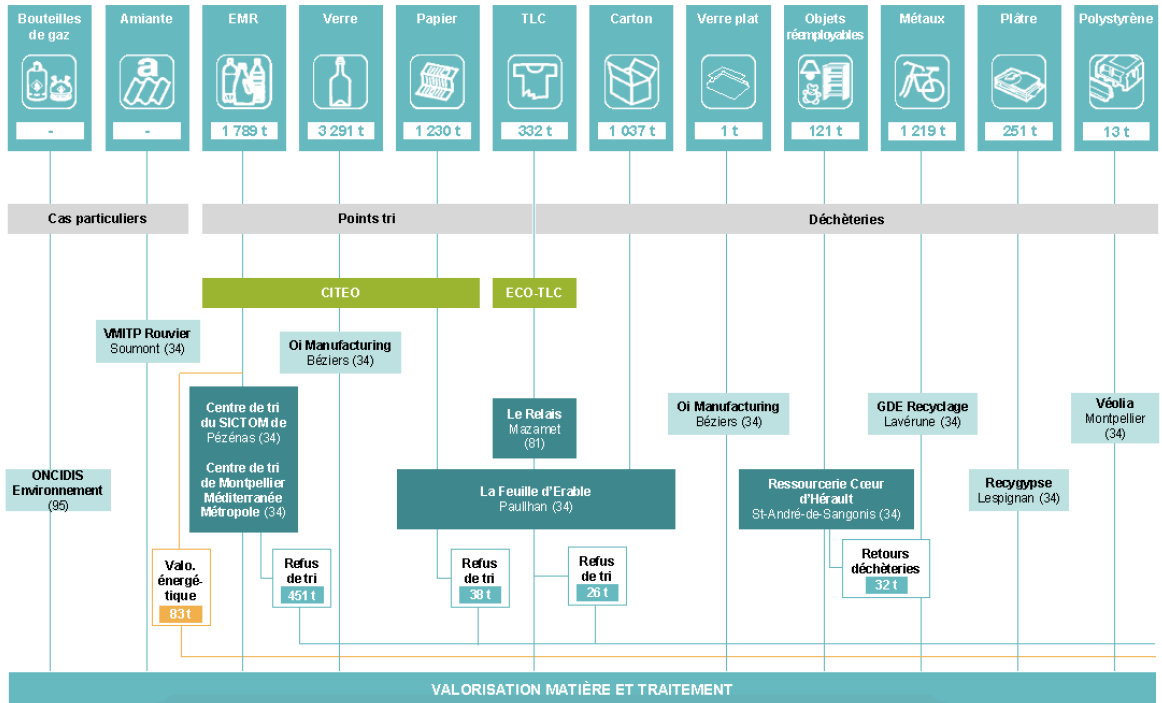 Bouteilles
de gaz
Amiante
EMR
Verre
Papier
TLC
Carton
Verre plat
Objets
réemployables
Métaux
Plâtre
Polystyrène
a
-
-
1 789 t
3 291 t
1 230 t
332 t
1 037 t
1 t
121 t
1 219 t
251 t
13 t
Cas particuliers
Points tri
Déchèteries
CITEO
ECO-TLC
VMITP Rouvier
Soumont (34)
Oi Manufacturing
Béziers (34)
Centre de tri
du SICTOM de
Pézénas (34)
Centre de tri
de Montpellier
Méditerranée
Métropole (34)
Le Relais
Mazamet
(81)
Oi Manufacturing
Béziers (34)
GDE Recyclage
Lavérune (34)
Véolia
Montpellier
(34)
ONCIDIS
Environnement
(95)
La Feuille d'Erable
Paullhan (34)
Ressourcerie Cœur
d'Hérault
St-André-de-Sangonis (34)
Recygypse
Lespignan (34)
Valo.
énergé-
tique
83 t
Refus
de tri
451 t
Refus
de tri
38 t
Refus
de tri
26 t
Retours
déchèteries
32 t
VALORISATION MATIÈRE ET TRAITEMENT